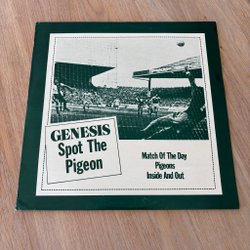 GENESIS
Spot The
Pigeon
Match Of The Day
Pigeons
Inside And Out